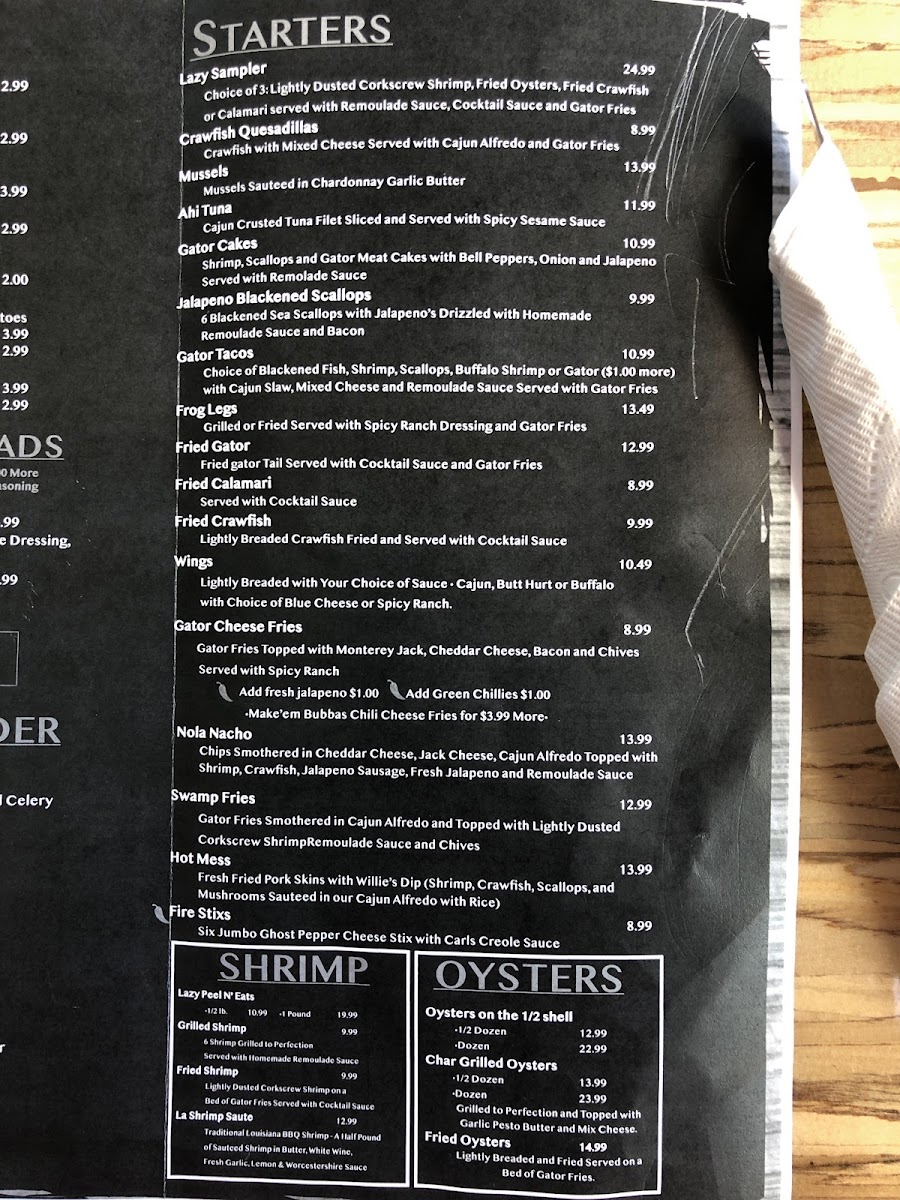 2.99
2.99
3.99
2.99
2.00
toes
3.99
2.99
3.99
2.99
ADS
00 More
asoning
.99
e Dressing,
.99
DER
Celery
r
STARTERS
Lazy Sampler 24.99
Choice of 3: Lightly Dusted Corkscrew Shrimp, Fried Oysters, Fried Crawfish
or Calamari served with Remoulade Sauce, Cocktail Sauce and Gator Fries
Crawfish Quesadillas 8.99
Crawfish with Mixed Cheese Served with Cajun Alfredo and Gator Fries
Mussels 13.99
Mussels Sauteed in Chardonnay Garlic Butter
Ahi Tuna 11.99
Cajun Crusted Tuna Filet Sliced and Served with Spicy Sesame Sauce
Gator Cakes 10.99
Shrimp, Scallops and Gator Meat Cakes with Bell Peppers, Onion and Jalapeno
Served with Remolade Sauce
Jalapeno Blackened Scallops 9.99
6 Blackened Sea Scallops with Jalapeno's Drizzled with Homemade
Remoulade Sauce and Bacon
Gator Tacos 10.99
Choice of Blackened Fish, Shrimp, Scallops, Buffalo Shrimp or Gator ($1.00 more)
with Cajun Slaw, Mixed Cheese and Remoulade Sauce Served with Gator Fries
Frog Legs 13.49
Grilled or Fried Served with Spicy Ranch Dressing and Gator Fries
Fried Gator 12.99
Fried gator Tail Served with Cocktail Sauce and Gator Fries
Fried Calamari 8.99
Served with Cocktail Sauce
Fried Crawfish 9.99
Lightly Breaded Crawfish Fried and Served with Cocktail Sauce
Wings 10.49
Lightly Breaded with Your Choice of Sauce · Cajun, Butt Hurt or Buffalo
with Choice of Blue Cheese or Spicy Ranch.
Gator Cheese Fries 8.99
Gator Fries Topped with Monterey Jack, Cheddar Cheese, Bacon and Chives
Served with Spicy Ranch
Add fresh jalapeno $1.00 Add Green Chillies $1.00
·Make'em Bubbas Chili Cheese Fries for $3.99 More·
Nola Nacho 13.99
Chips Smothered in Cheddar Cheese, Jack Cheese, Cajun Alfredo Topped with
Shrimp, Crawfish, Jalapeno Sausage, Fresh Jalapeno and Remoulade Sauce
Swamp Fries 12.99
Gator Fries Smothered in Cajun Alfredo and Topped with Lightly Dusted
Corkscrew ShrimpRemoulade Sauce and Chives
Hot Mess 13.99
Fresh Fried Pork Skins with Willie's Dip (Shrimp, Crawfish, Scallops, and
Mushrooms Sauteed in our Cajun Alfredo with Rice)
Fire Stixs 8.99
Six Jumbo Ghost Pepper Cheese Stix with Carls Creole Sauce
SHRIMP
Lazy Peel N' Eats
·1/2 lb. 10.99 ·1 Pound 19.99
Grilled Shrimp 9.99
6 Shrimp Grilled to Perfection
Served with Homemade Remoulade Sauce
Fried Shrimp 9.99
Lightly Dusted Corkscrew Shrimp on a
Bed of Gator Fries Served with Cocktail Sauce
La Shrimp Saute 12.99
Traditional Louisiana BBQ Shrimp - A Half Pound
of Sauteed Shrimp in Butter, White Wine,
Fresh Garlic, Lemon & Worcestershire Sauce
OYSTERS
Oysters on the 1/2 shell
·1/2 Dozen 12.99
·Dozen 22.99
Char Grilled Oysters
·1/2 Dozen 13.99
·Dozen 23.99
Grilled to Perfection and Topped with
Garlic Pesto Butter and Mix Cheese.
Fried Oysters 14.99
Lightly Breaded and Fried Served on a
Bed of Gator Fries.